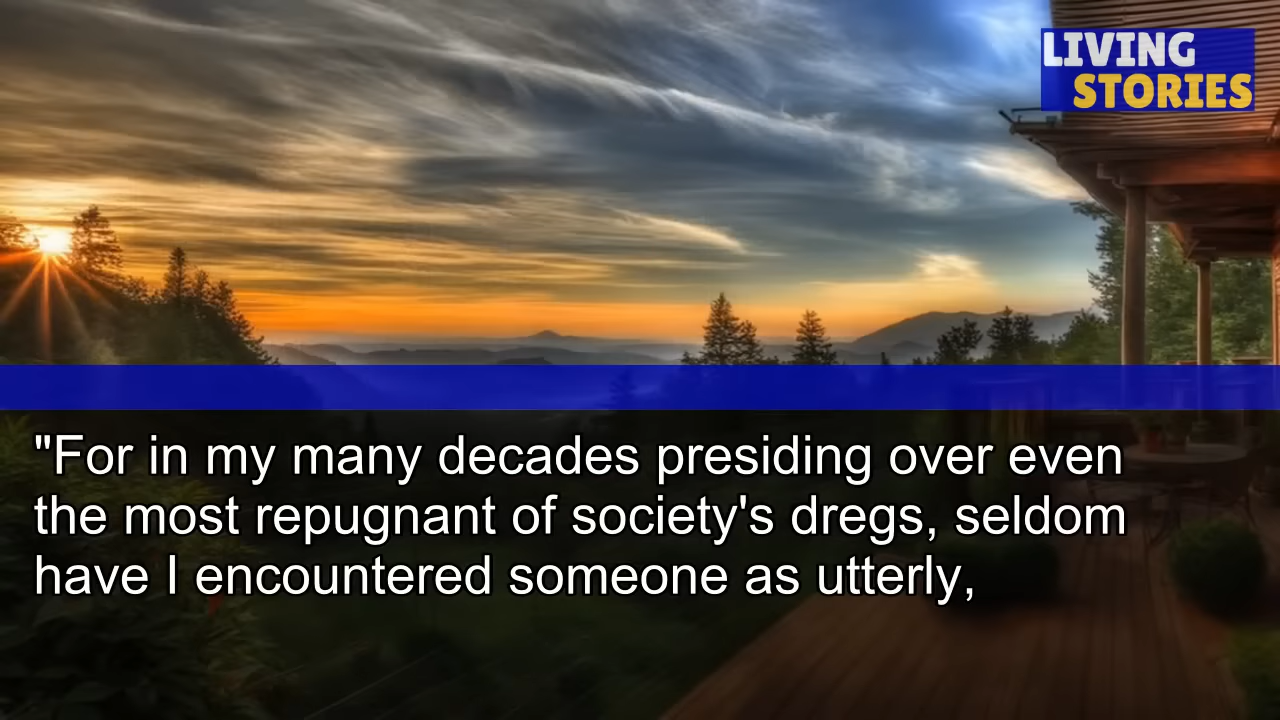 LIVING
STORIES
"For in my many decades presiding over even
the most repugnant of society's dregs, seldom
have I encountered someone as utterly,